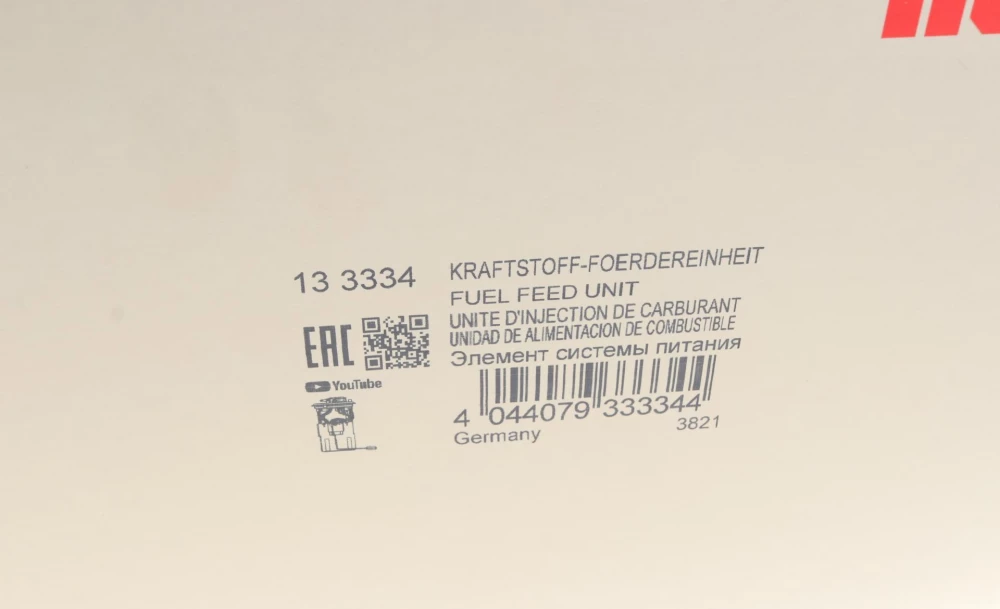 13 3334
KRAFTSTOFF-FOERDEREINHEIT
FUEL FEED UNIT
UNITE D'INJECTION DE CARBURANT
UNIDAD DE ALIMENTACION DE COMBUSTIBLE
Элемент системы питания
EAC
YouTube
4 044079 333344
Germany
3821